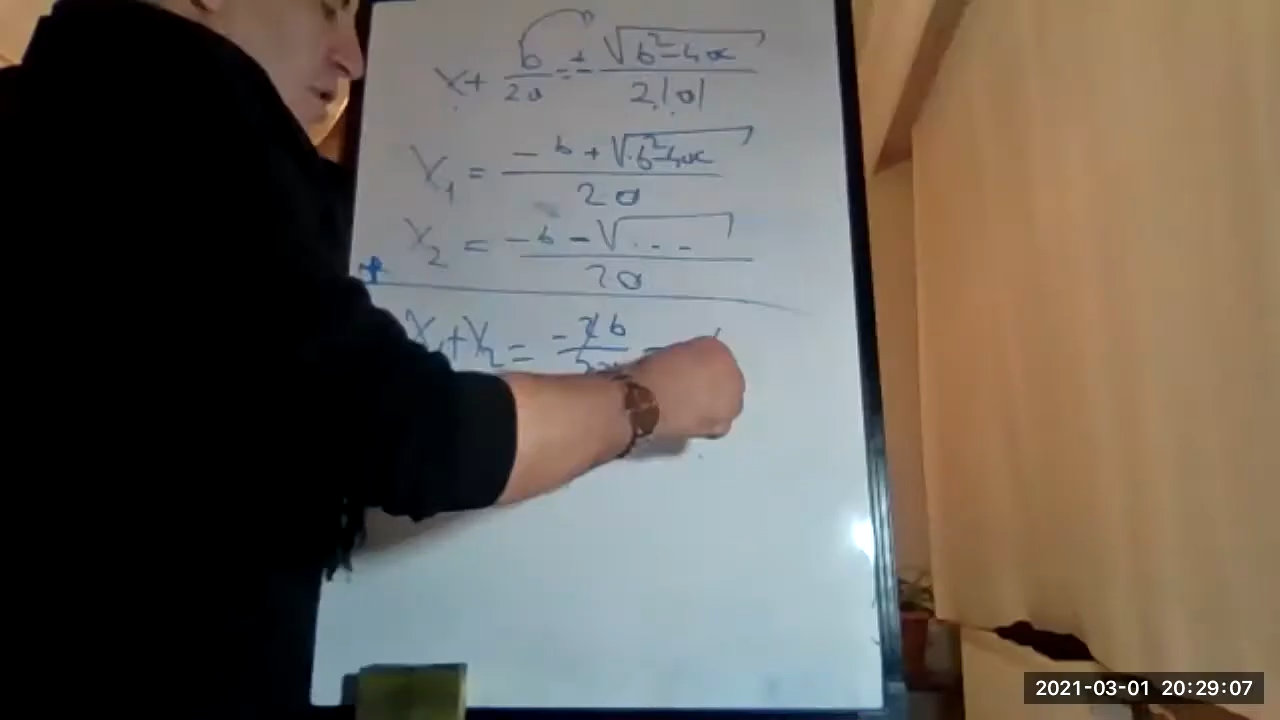 x + b/2a = ± √(b²-4ac)/2|a|
x₁ = -b + √(b²-4ac)/2a
x₂ = -b - √.../2a
+
x₁+x₂ = -2b/2a =
2021-03-01 20:29:07